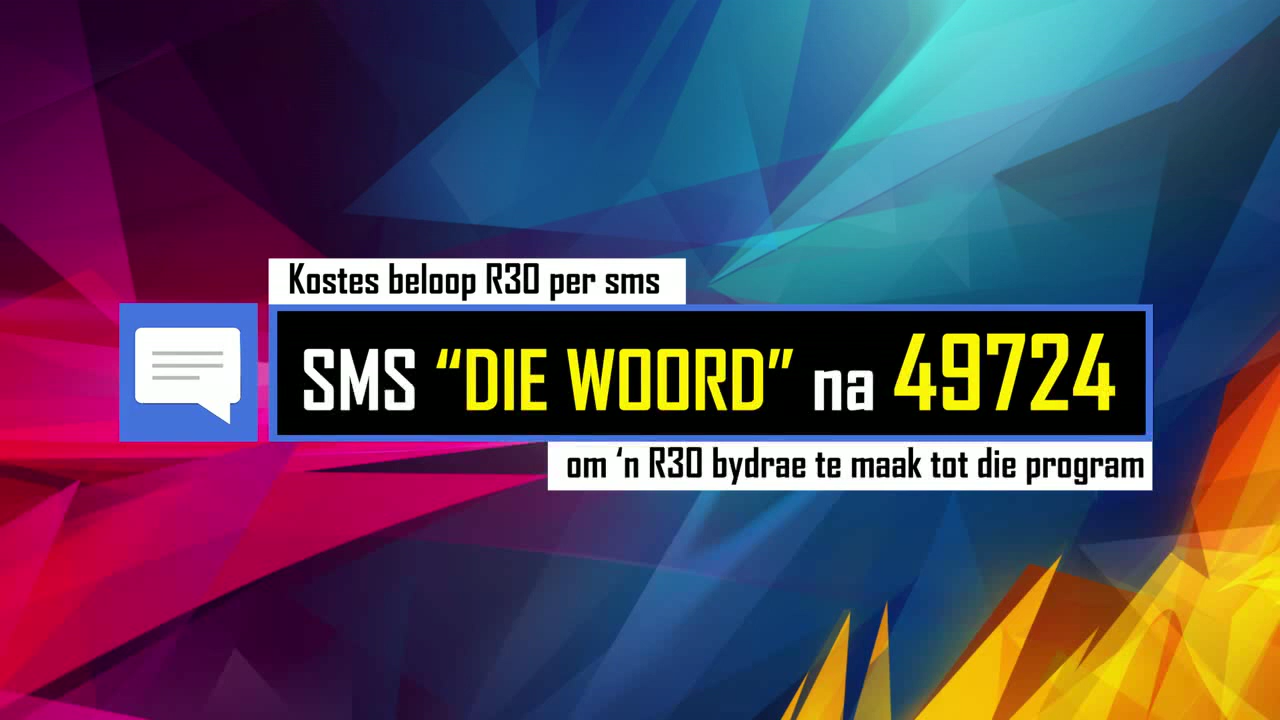 Kostes beloop R30 per sms
SMS “DIE WOORD” na 49724
om ‘n R30 bydrae te maak tot die program